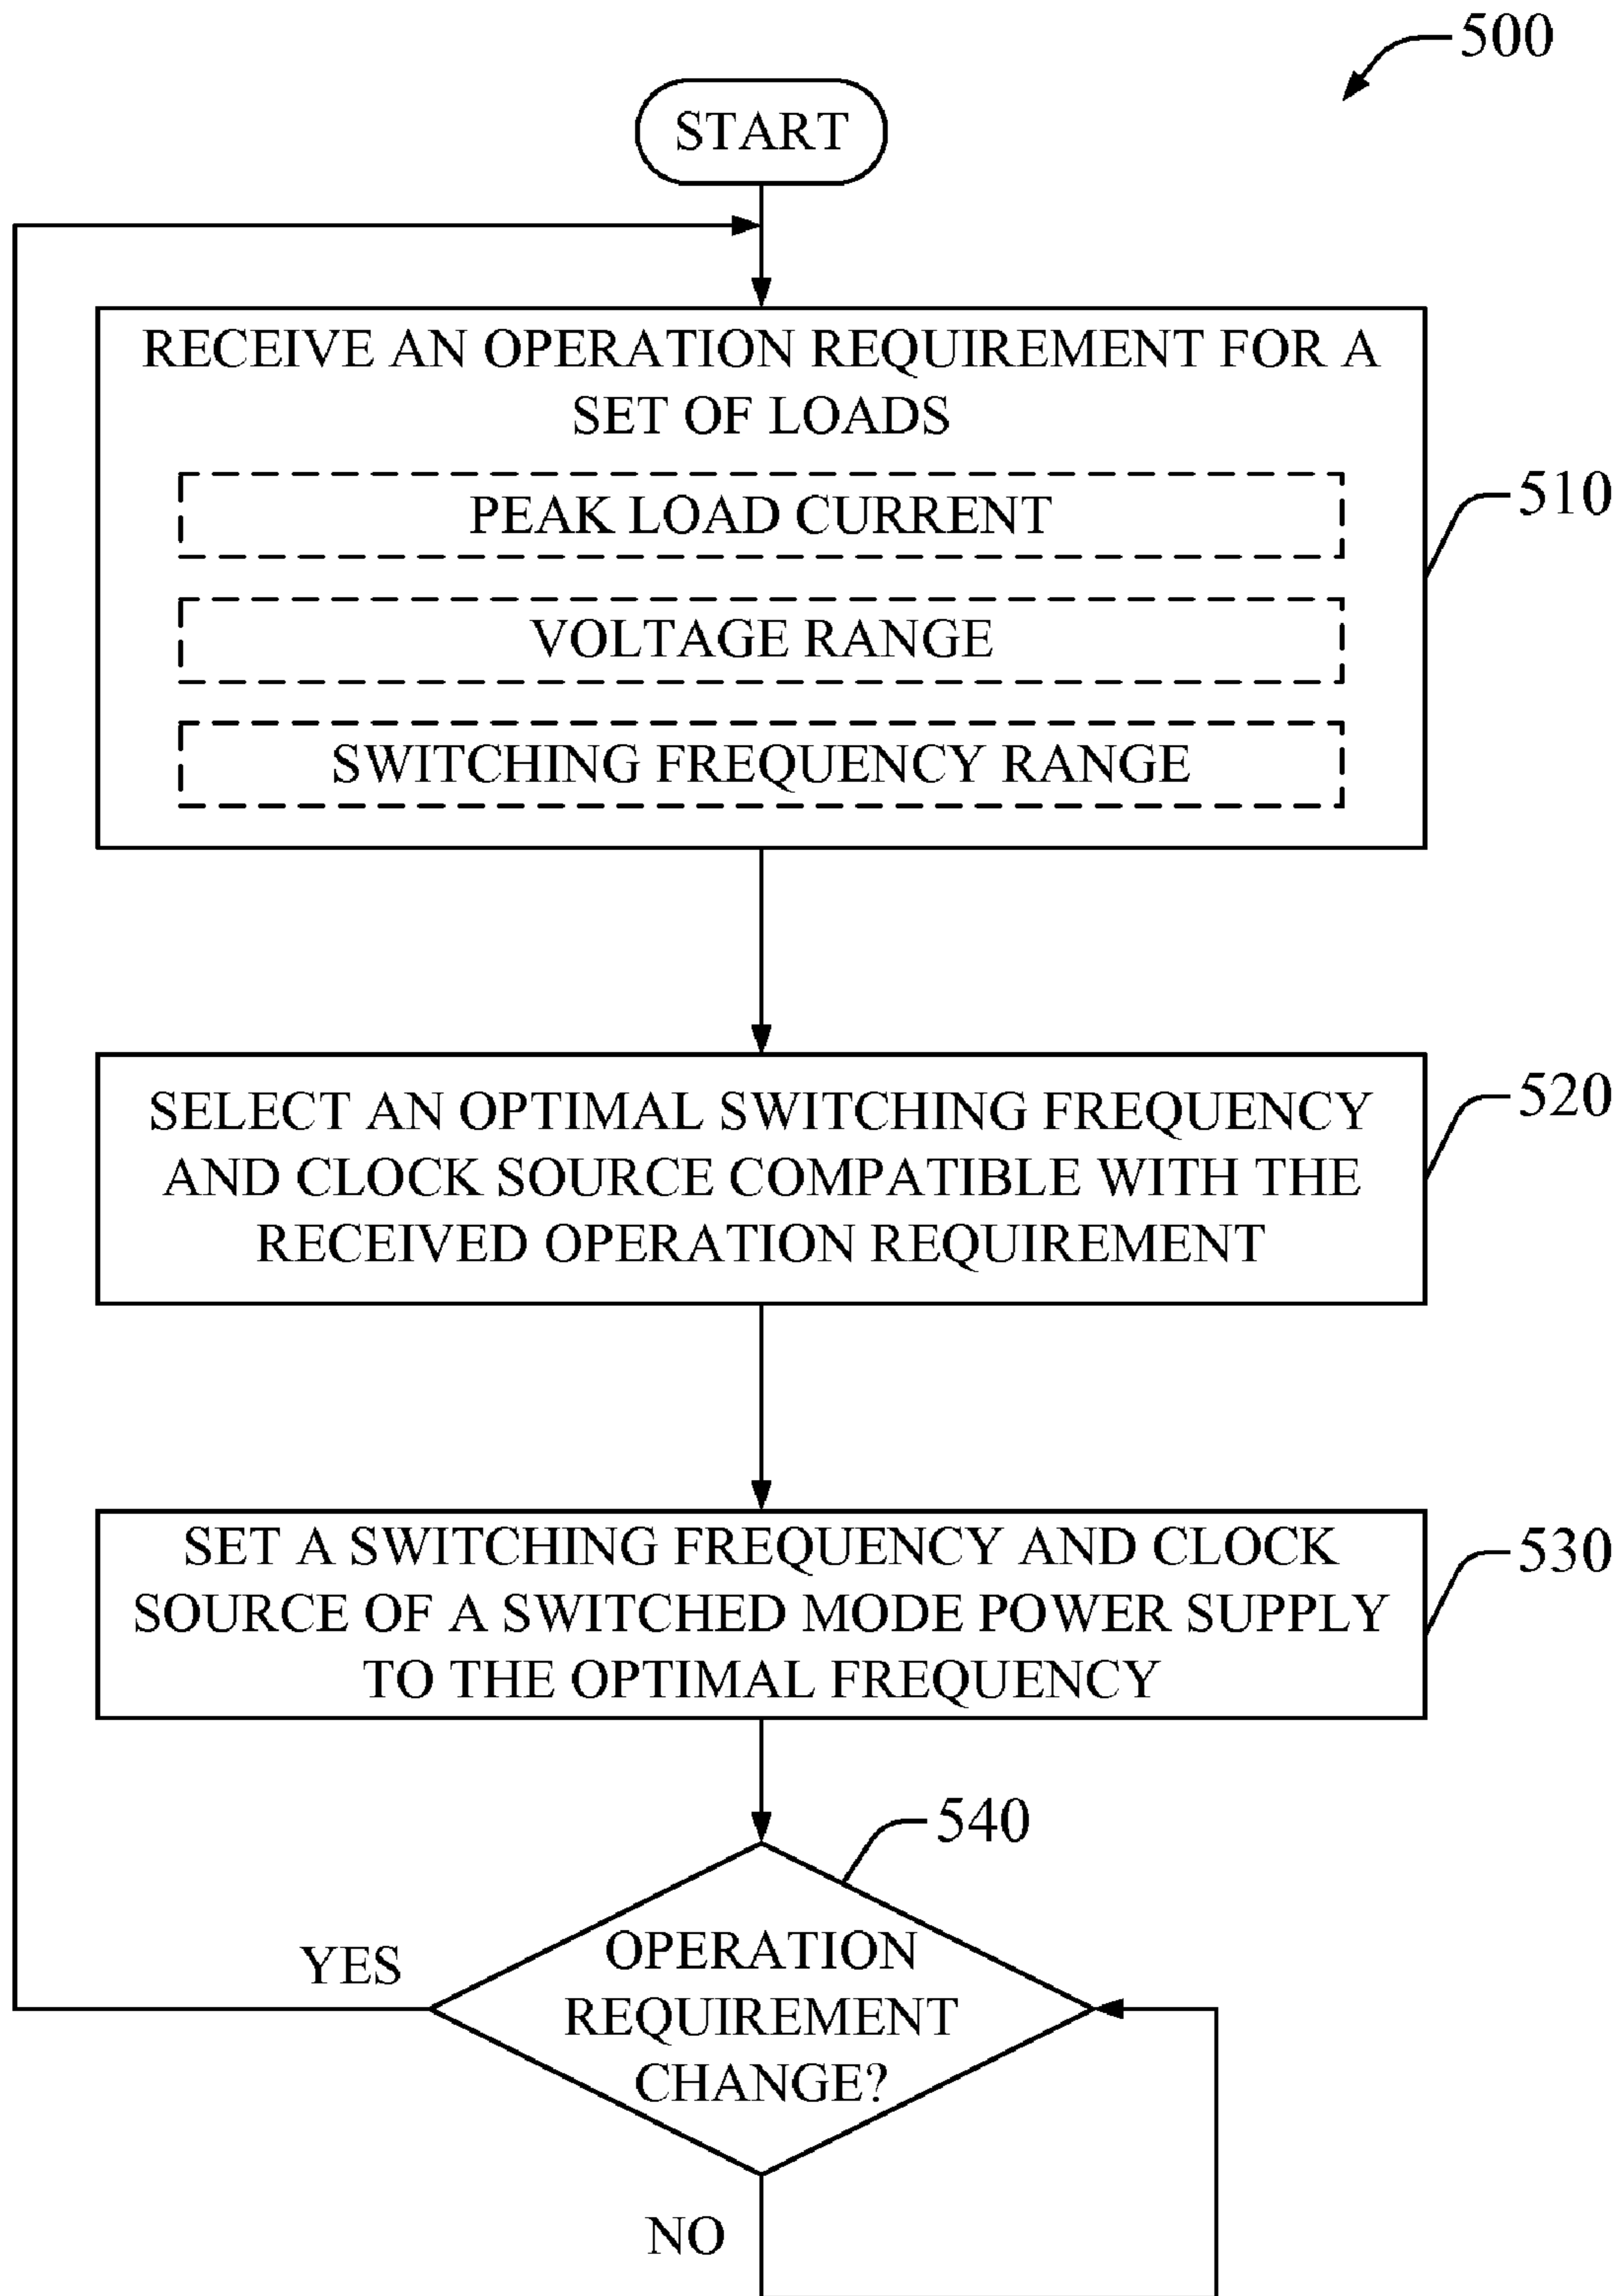 500
START
RECEIVE AN OPERATION REQUIREMENT FOR A
SET OF LOADS
PEAK LOAD CURRENT
510
VOLTAGE RANGE
SWITCHING FREQUENCY RANGE
SELECT AN OPTIMAL SWITCHING FREQUENCY
AND CLOCK SOURCE COMPATIBLE WITH THE
RECEIVED OPERATION REQUIREMENT
520
SET A SWITCHING FREQUENCY AND CLOCK
SOURCE OF A SWITCHED MODE POWER SUPPLY
TO THE OPTIMAL FREQUENCY
530
540
YES
OPERATION
REQUIREMENT
CHANGE?
NO